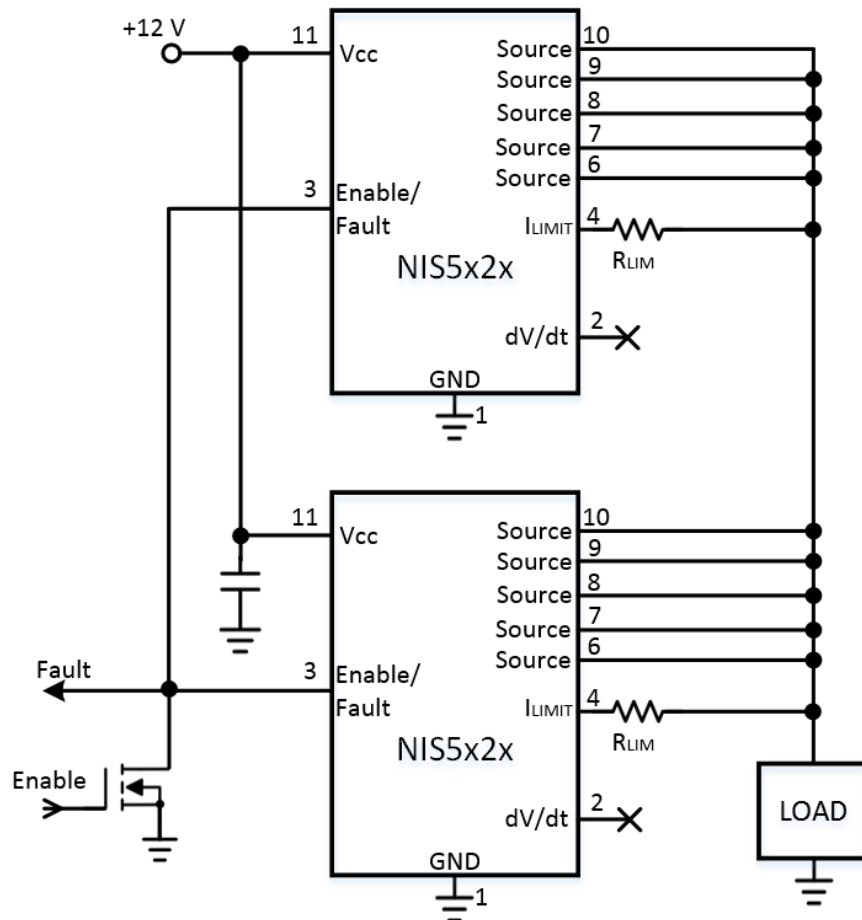 +12 V
11
Vcc
Source
10
Source
9
Source
8
Source
7
Source
6
3
Enable/
Fault
ILIMIT
4
RLIM
NIS5x2x
dV/dt
2
GND
1
11
Vcc
Source
10
Source
9
Source
8
Source
7
Source
6
Fault
3
Enable/
Fault
ILIMIT
4
RLIM
NIS5x2x
Enable
dV/dt
2
LOAD
GND
1